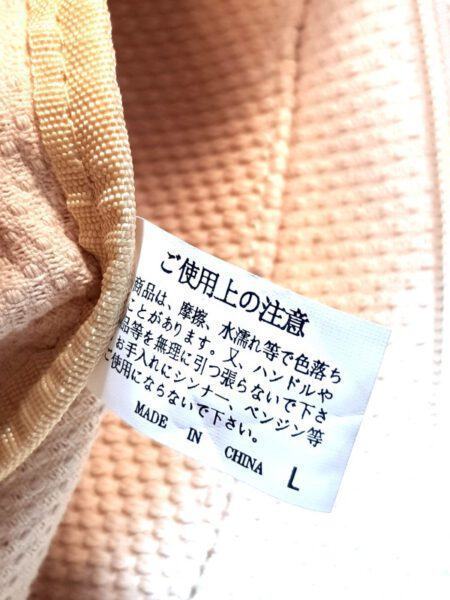 ご使用上の注意
商品は、摩擦、水濡れ等で色落ち
ことがあります。又、ハンドルや
品等を無理に引つ張らないで下さ
お手入れにシンナー、ベンジン等
ご使用にならないで下さい。
MADE IN CHINA L